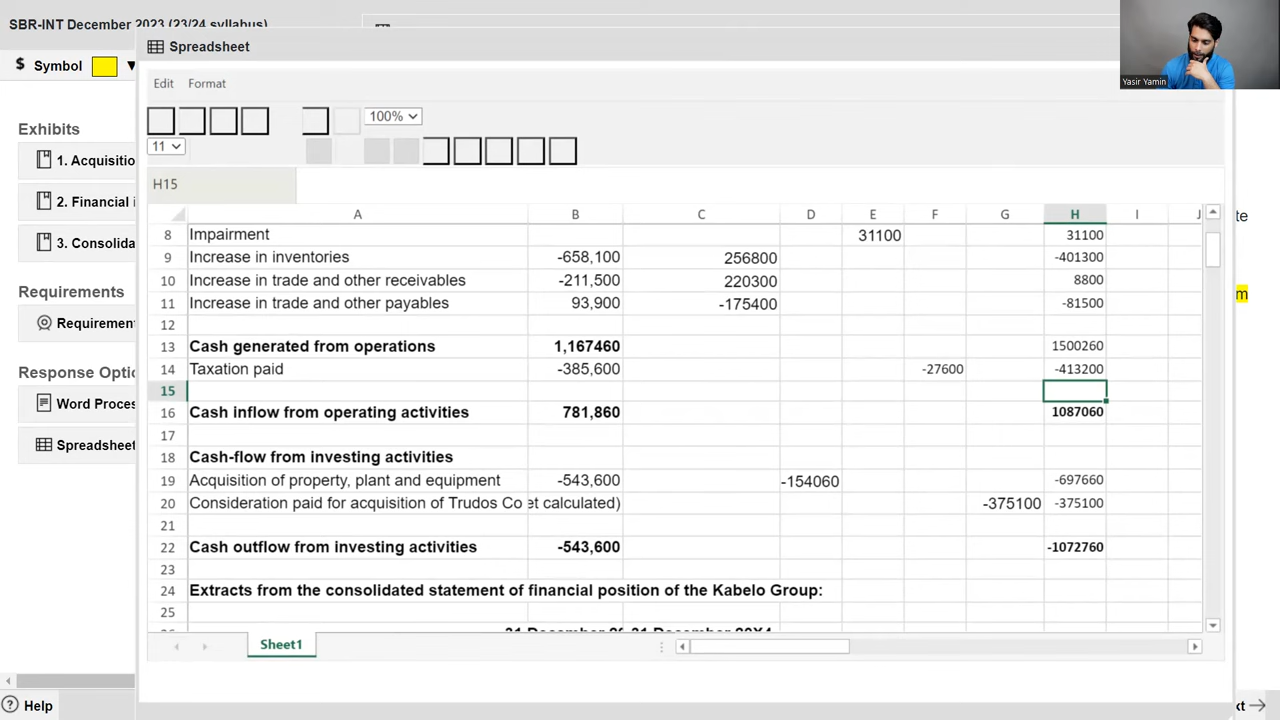 SBR-INT December 2023 (23/24 syllabus)
$ Symbol
Yasir Yamin
Spreadsheet
Edit Format
100%
11
H15
Exhibits
1. Acquisitio
2. Financial i
3. Consolida
Requirements
Requiremen
Response Optio
Word Proces
Spreadsheet
A B C D E F G H I J
8 Impairment 31100 31100
9 Increase in inventories -658,100 256800 -401300
10 Increase in trade and other receivables -211,500 220300 8800
11 Increase in trade and other payables 93,900 -175400 -81500
12
13 Cash generated from operations 1,167460 1500260
14 Taxation paid -385,600 -27600 -413200
15
16 Cash inflow from operating activities 781,860 1087060
17
18 Cash-flow from investing activities
19 Acquisition of property, plant and equipment -543,600 -154060 -697660
20 Consideration paid for acquisition of Trudos Co et calculated) -375100 -375100
21
22 Cash outflow from investing activities -543,600 -1072760
23
24 Extracts from the consolidated statement of financial position of the Kabelo Group:
25
te
m
Sheet1
Help
xt